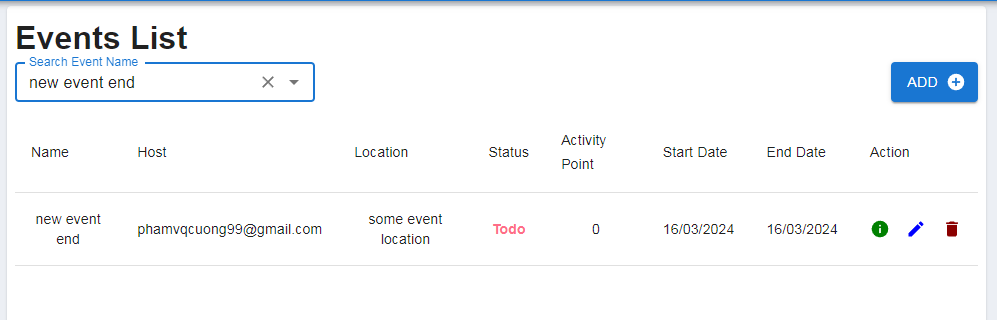 Events List
Search Event Name
new event end
ADD
Name Host Location Status Activity Point Start Date End Date Action
new event end phamvqcuong99@gmail.com some event location Todo 0 16/03/2024 16/03/2024